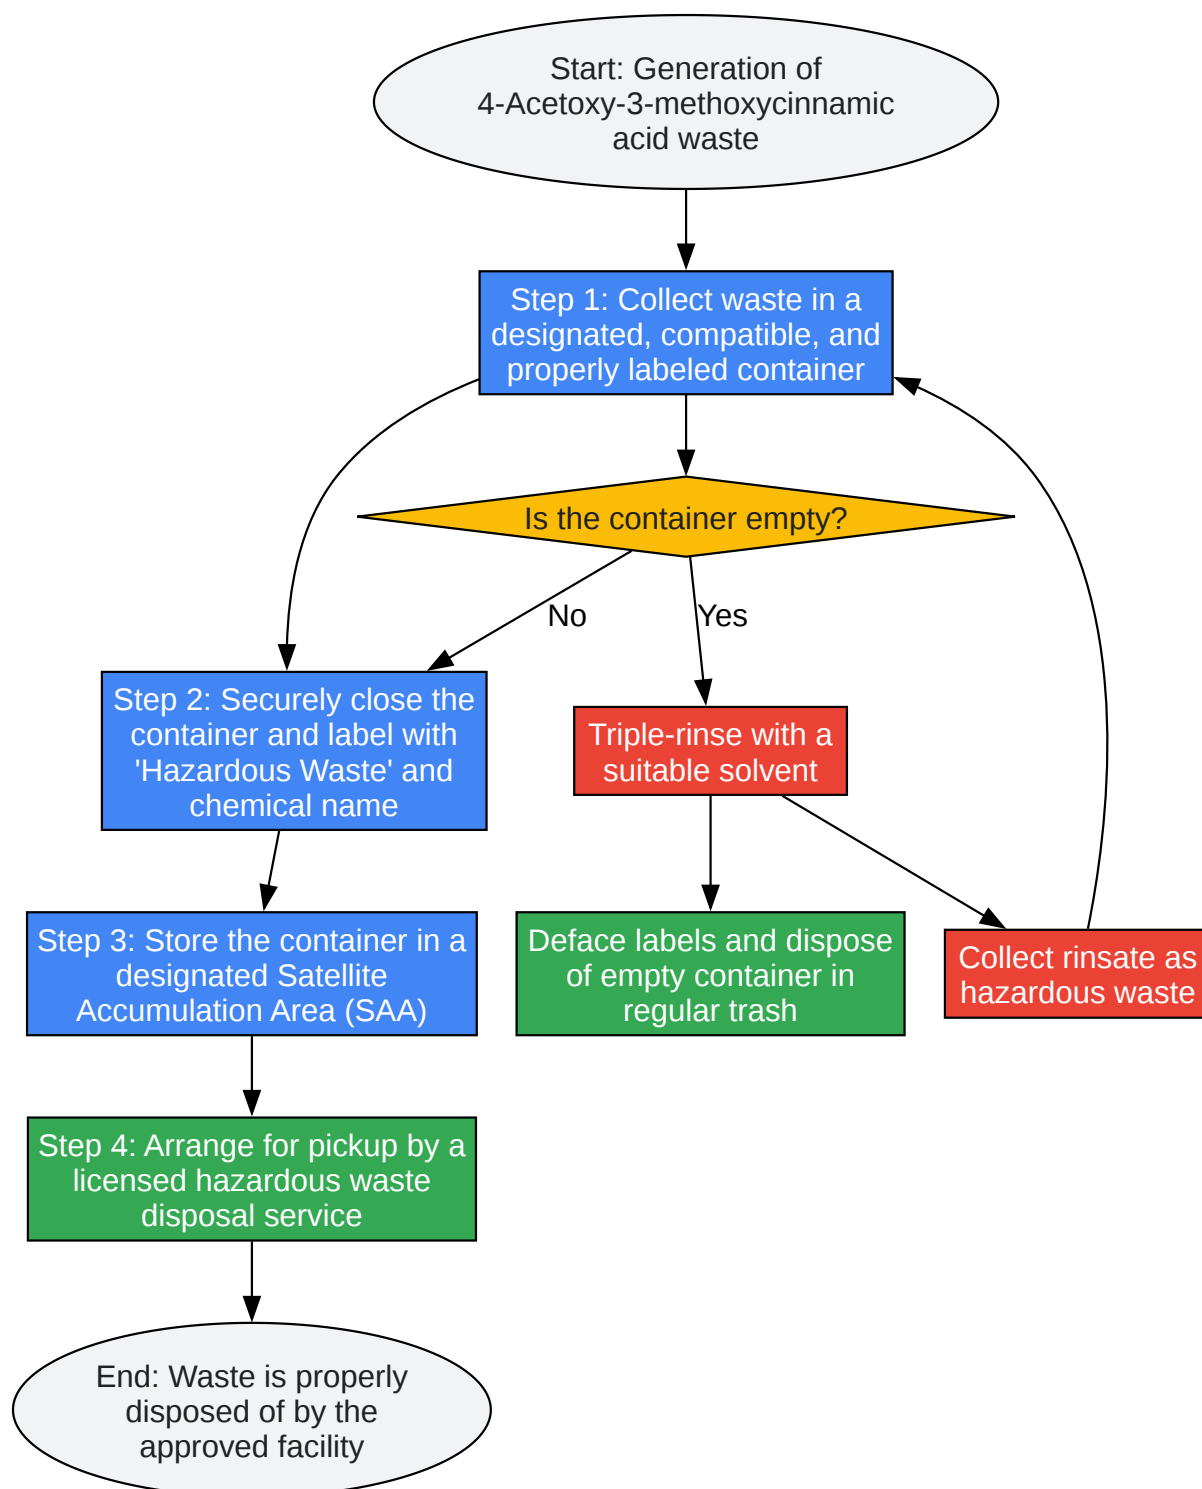 Start: Generation of
4-Acetoxy-3-methoxycinnamic
acid waste
Step 1: Collect waste in a
designated, compatible, and
properly labeled container
Is the container empty?
No
Yes
Step 2: Securely close the
container and label with
'Hazardous Waste' and
chemical name
Triple-rinse with a
suitable solvent
Step 3: Store the container in a
designated Satellite
Accumulation Area (SAA)
Deface labels and dispose
of empty container in
regular trash
Collect rinsate as
hazardous waste
Step 4: Arrange for pickup by a
licensed hazardous waste
disposal service
End: Waste is properly
disposed of by the
approved facility